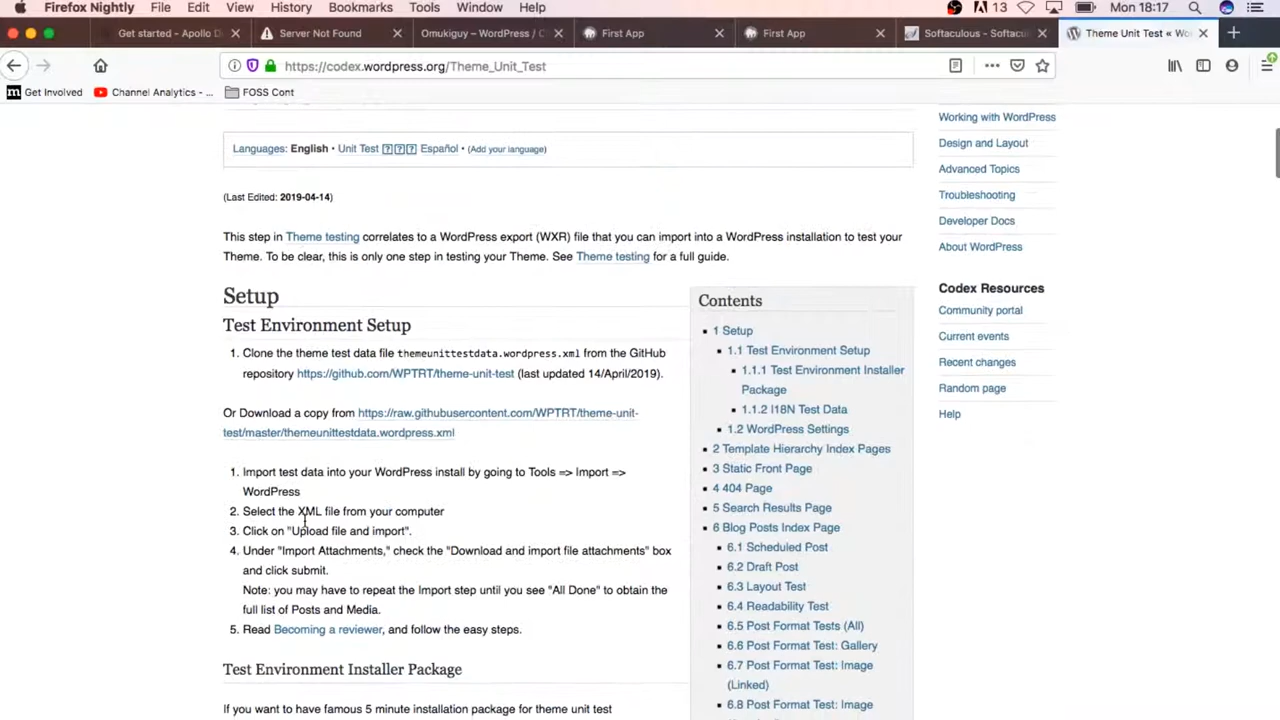 Firefox Nightly File Edit View History Bookmarks Tools Window Help 13 Mon 18:17
Get started - Apollo D Server Not Found Omukiguy – WordPress / C First App First App Softaculous - Softacu Theme Unit Test « Wo
https://codex.wordpress.org/Theme_Unit_Test
Get Involved Channel Analytics - ... FOSS Cont
Working with WordPress
Design and Layout
Advanced Topics
Troubleshooting
Developer Docs
About WordPress
Codex Resources
Community portal
Current events
Recent changes
Random page
Help
Languages: English • Unit Test Español • (Add your language)
(Last Edited: 2019-04-14)
This step in Theme testing correlates to a WordPress export (WXR) file that you can import into a WordPress installation to test your
Theme. To be clear, this is only one step in testing your Theme. See Theme testing for a full guide.
Setup
Test Environment Setup
1. Clone the theme test data file themeunittestdata.wordpress.xml from the GitHub
repository https://github.com/WPTRT/theme-unit-test (last updated 14/April/2019).
Or Download a copy from https://raw.githubusercontent.com/WPTRT/theme-unit-
test/master/themeunittestdata.wordpress.xml
1. Import test data into your WordPress install by going to Tools => Import =>
WordPress
2. Select the XML file from your computer
3. Click on "Upload file and import".
4. Under "Import Attachments," check the "Download and import file attachments" box
and click submit.
Note: you may have to repeat the Import step until you see "All Done" to obtain the
full list of Posts and Media.
5. Read Becoming a reviewer, and follow the easy steps.
Test Environment Installer Package
If you want to have famous 5 minute installation package for theme unit test
Contents
1 Setup
1.1 Test Environment Setup
1.1.1 Test Environment Installer
Package
1.1.2 I18N Test Data
1.2 WordPress Settings
2 Template Hierarchy Index Pages
3 Static Front Page
4 404 Page
5 Search Results Page
6 Blog Posts Index Page
6.1 Scheduled Post
6.2 Draft Post
6.3 Layout Test
6.4 Readability Test
6.5 Post Format Tests (All)
6.6 Post Format Test: Gallery
6.7 Post Format Test: Image
(Linked)
6.8 Post Format Test: Image